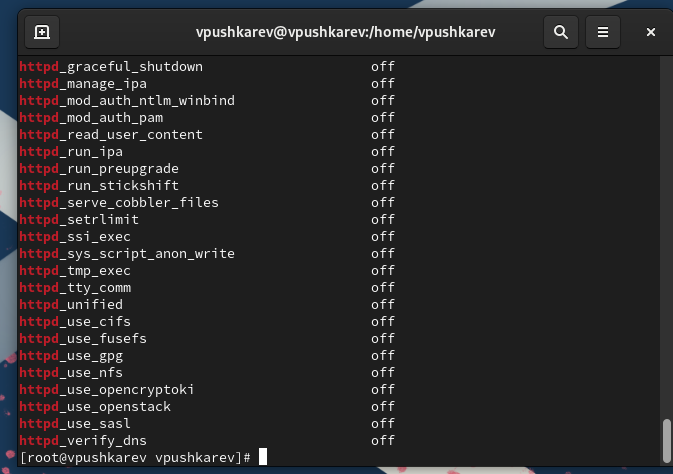 vpushkarev@vpushkarev:/home/vpushkarev
httpd_graceful_shutdown off
httpd_manage_ipa off
httpd_mod_auth_ntlm_winbind off
httpd_mod_auth_pam off
httpd_read_user_content off
httpd_run_ipa off
httpd_run_preupgrade off
httpd_run_stickshift off
httpd_serve_cobbler_files off
httpd_setrlimit off
httpd_ssi_exec off
httpd_sys_script_anon_write off
httpd_tmp_exec off
httpd_tty_comm off
httpd_unified off
httpd_use_cifs off
httpd_use_fusefs off
httpd_use_gpg off
httpd_use_nfs off
httpd_use_opencryptoki off
httpd_use_openstack off
httpd_use_sasl off
httpd_verify_dns off
[root@vpushkarev vpushkarev]#